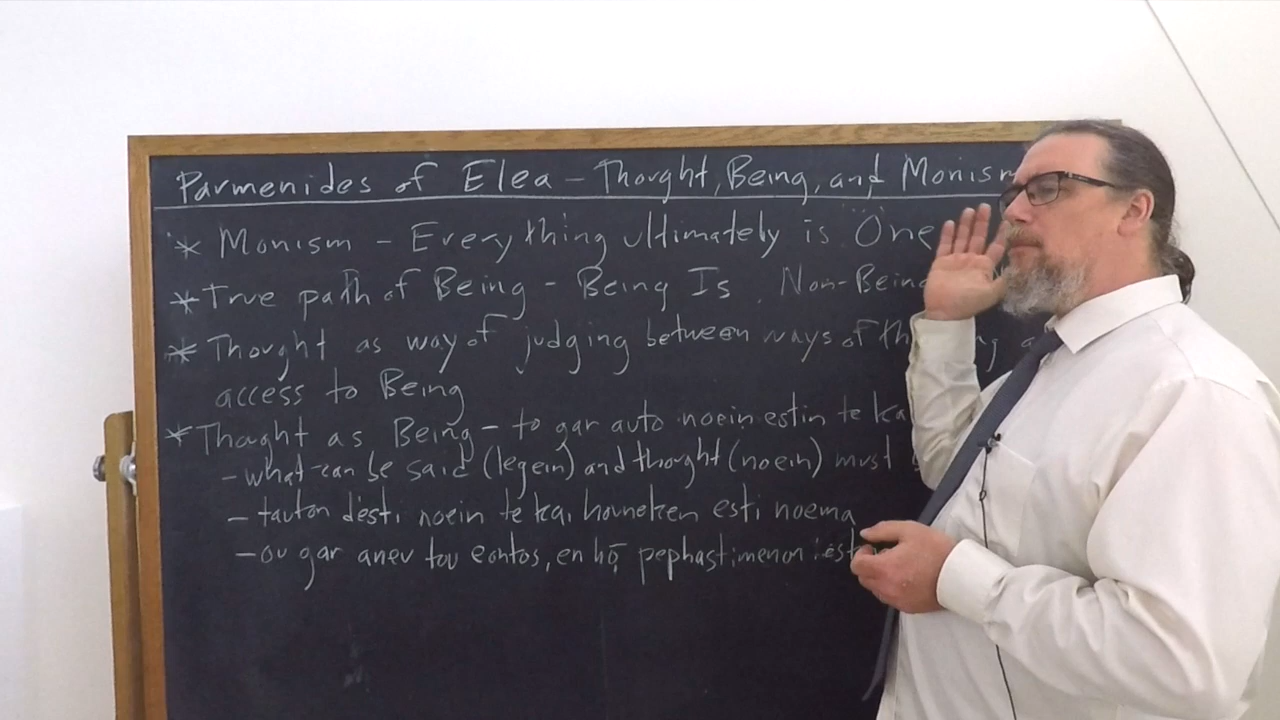 Parmenides of Elea - Thought, Being, and Monism
* Monism - Everything ultimately is One
* True path of Being - Being Is. Non-Being
* Thought as way of judging between ways of
access to Being
* Thought as Being - to gar auto noein estin te ka
- what can be said (legein) and thought (noein) must
- tauton d'esti noein te kai houneken esti noema
- ou gar aneu tou eontos, en hō pephastimenon